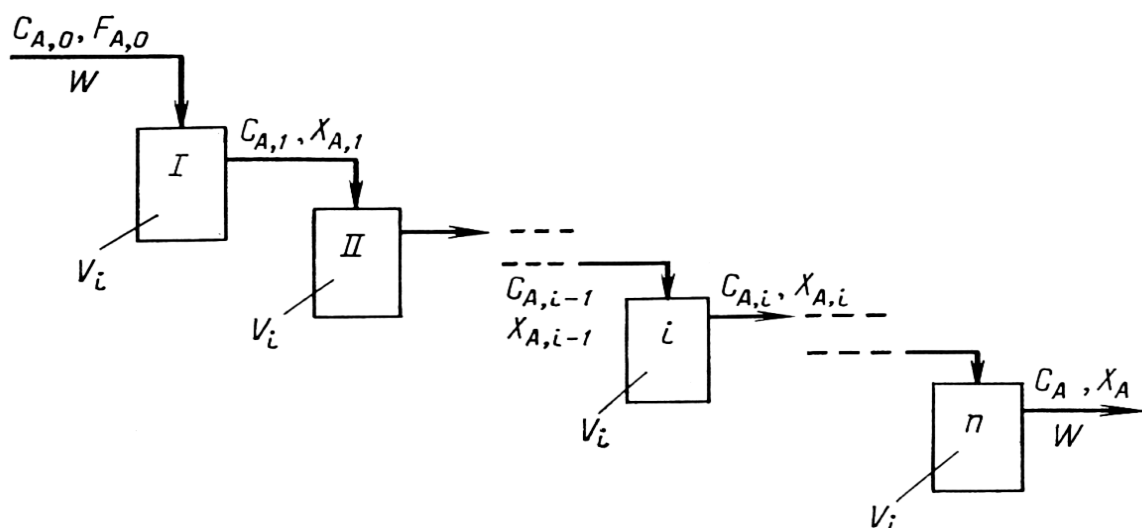 C_{A,0}, F_{A,0}
W
I
C_{A,1}, X_{A,1}
V_i
II
V_i
C_{A,i-1}
X_{A,i-1}
i
C_{A,i}, X_{A,i}
V_i
n
C_A, X_A
W
V_i